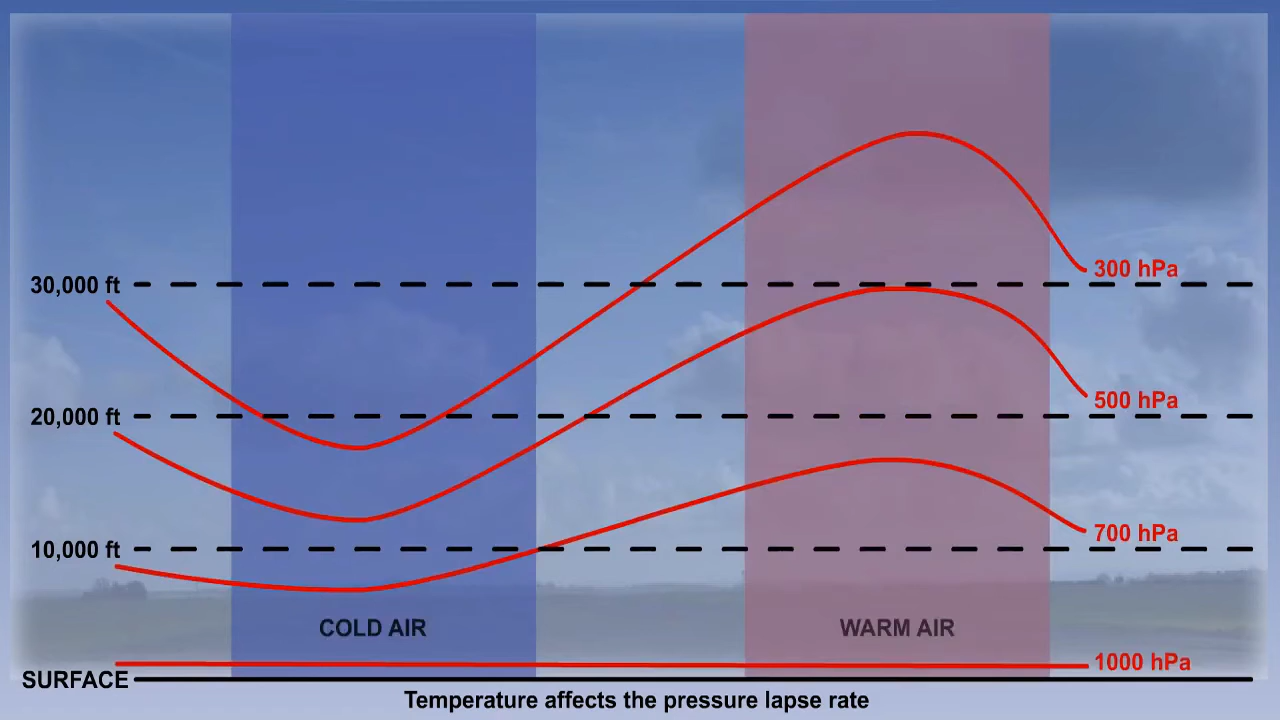 300 hPa
30,000 ft
500 hPa
20,000 ft
700 hPa
10,000 ft
COLD AIR
WARM AIR
1000 hPa
SURFACE
Temperature affects the pressure lapse rate